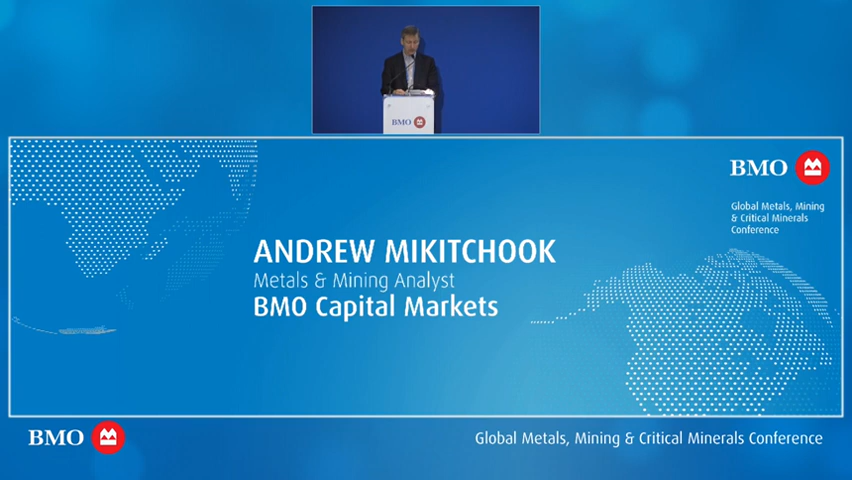 BMO
BMO
Global Metals, Mining
& Critical Minerals
Conference
ANDREW MIKITCHOOK
Metals & Mining Analyst
BMO Capital Markets
BMO
Global Metals, Mining & Critical Minerals Conference